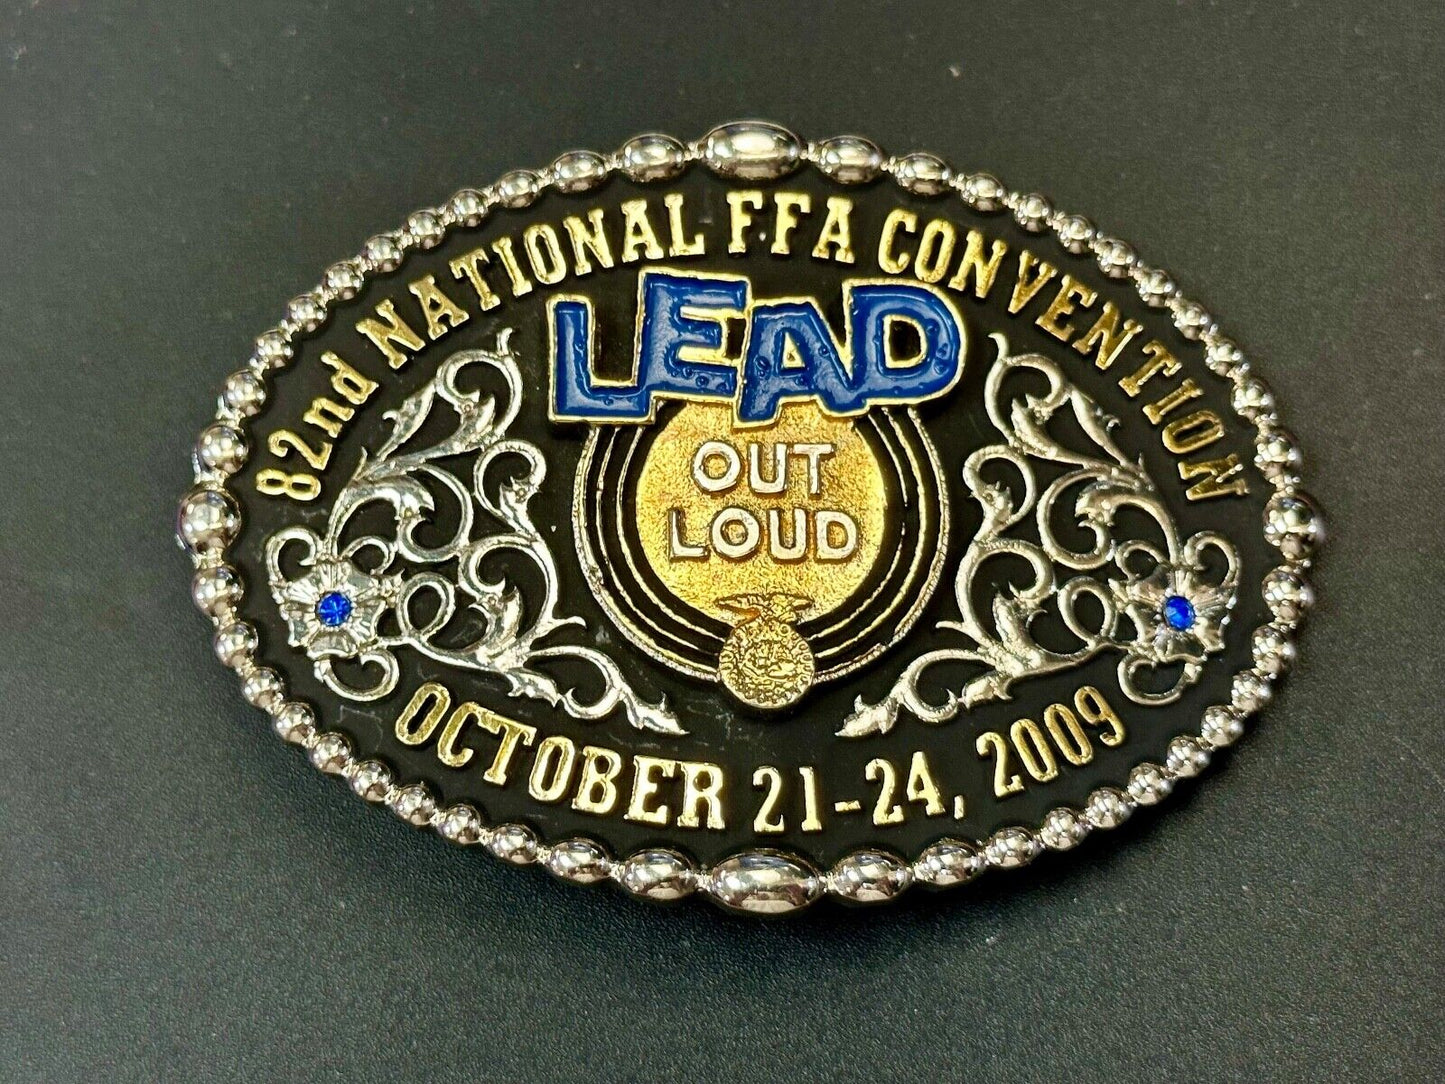 82nd NATIONAL FFA CONVENTION
LEAD
OUT
LOUD
OCTOBER 21-24, 2009